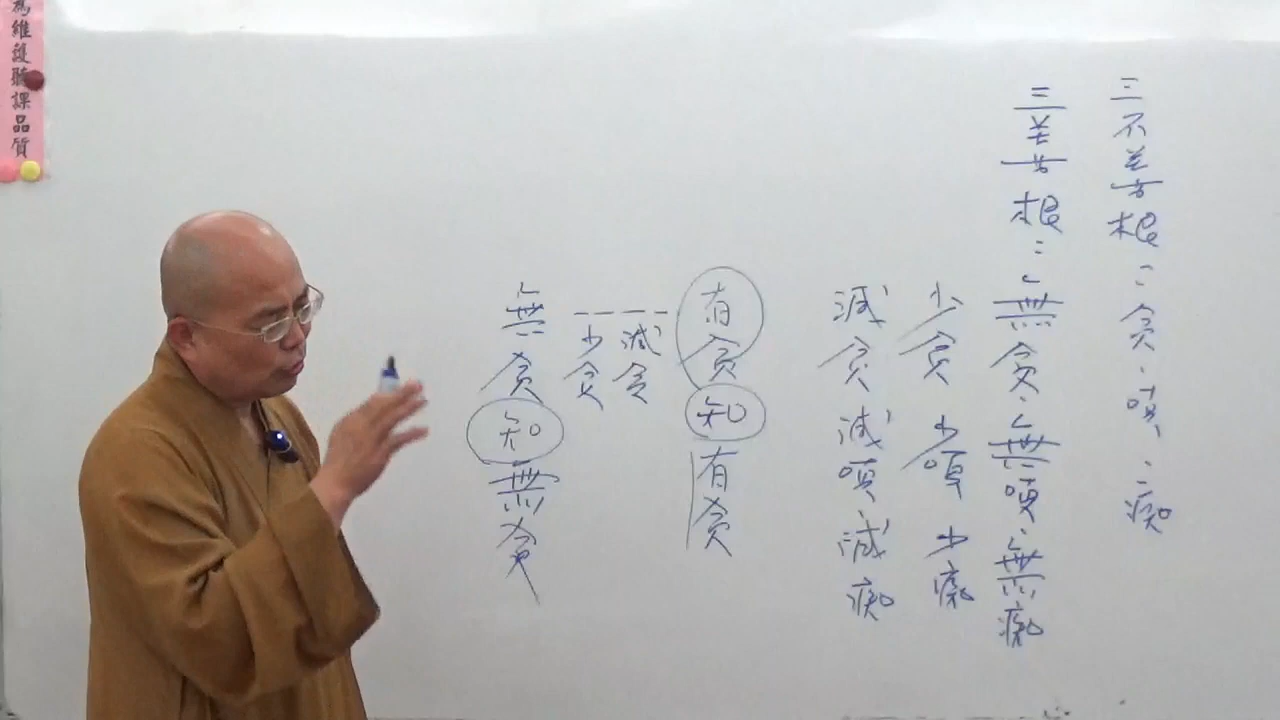 三不善根：貪、嗔、痴
三善根：無貪、無嗔、無痴
少貪 少嗔 少痴
減貪 減嗔 減痴
有貪知有貪
減貪
少貪
無貪知無貪
為維護聽課品質